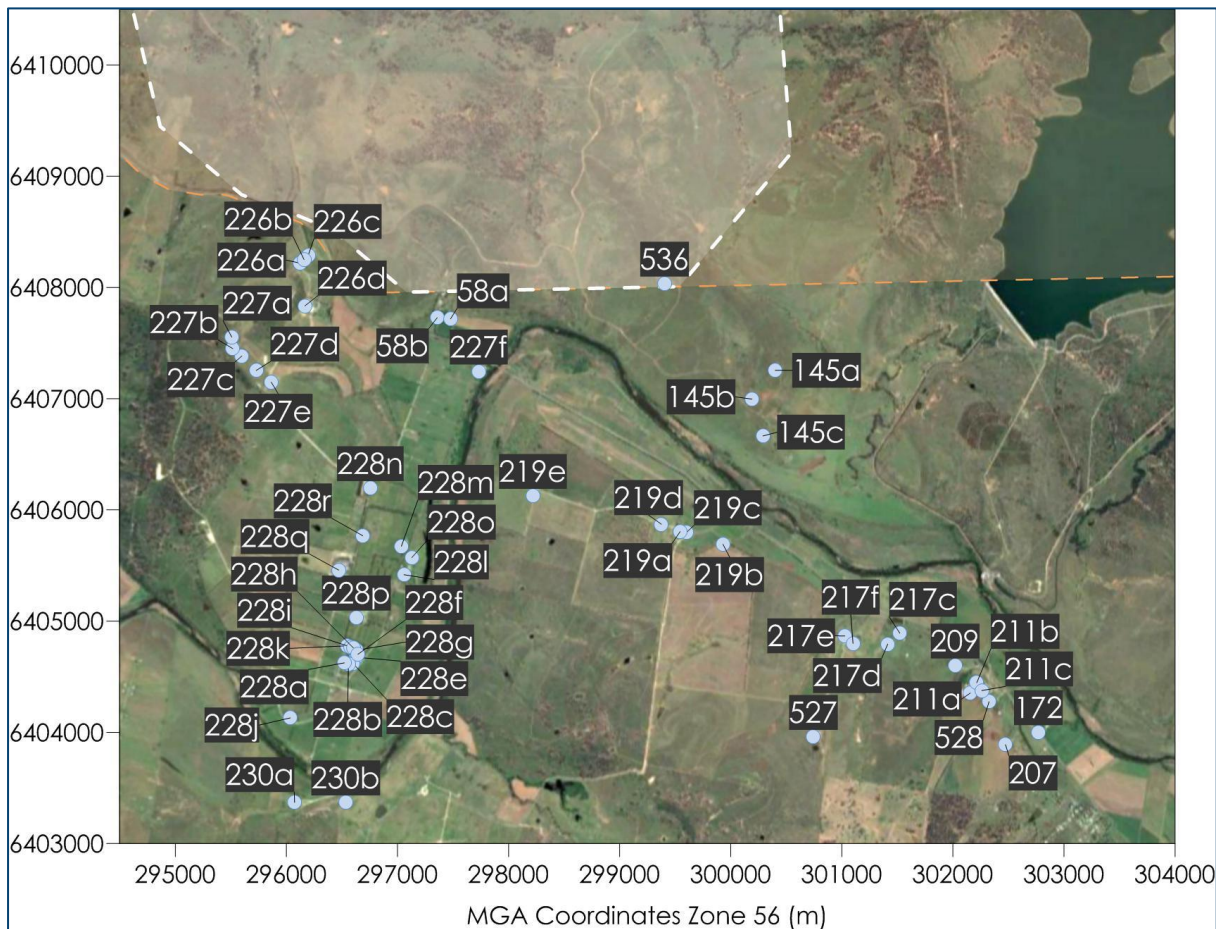 6410000
6409000
226b 226c
226a 536
6408000
226d 58a
227a
227b 58b 227f
227d
227c 145a
6407000
227e 145b
145c
228n 228m 219e 219d 219c
6406000
228r 228o
228q 228l 219a 219b
228h 228p 228f 217f 217c
6405000
228i 217e 209 211b
228k 228g
228a 228e 217d 211a 211c
228j 228b 228c 527 528 172
6404000
230a 230b 207
6403000
295000 296000 297000 298000 299000 300000 301000 302000 303000 304000
MGA Coordinates Zone 56 (m)